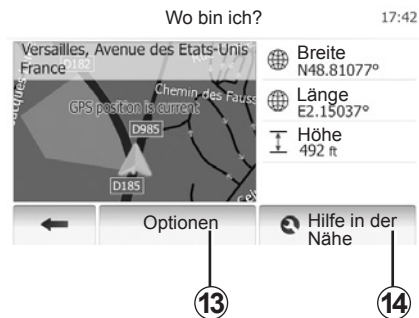 Wo bin ich?
17:42
Versailles, Avenue des Etats-Unis
France
D182
Chemin des Fauss
GPS position is current
D985
D185
Breite
N48.81077°
Länge
E2.15037°
Höhe
492 ft
Optionen
Hilfe in der
Nähe
13
14